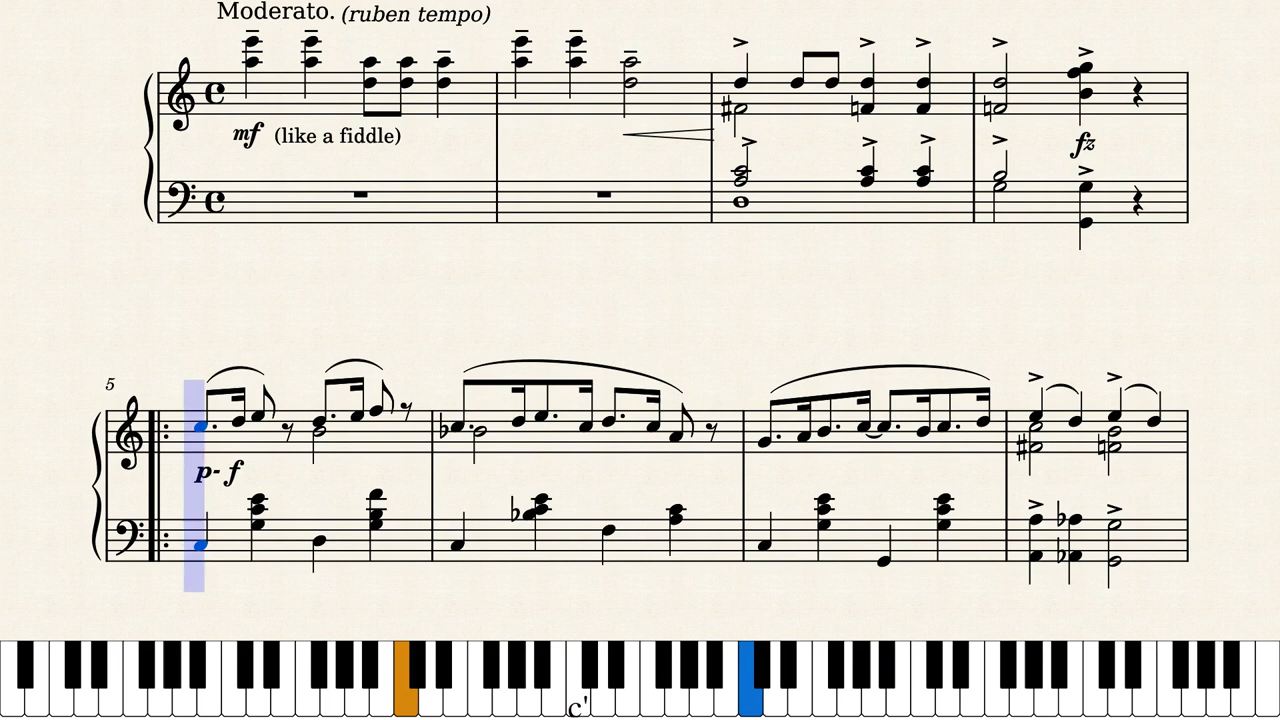 Moderato. (ruben tempo)
mf (like a fiddle)
fz
5
p - f
c'